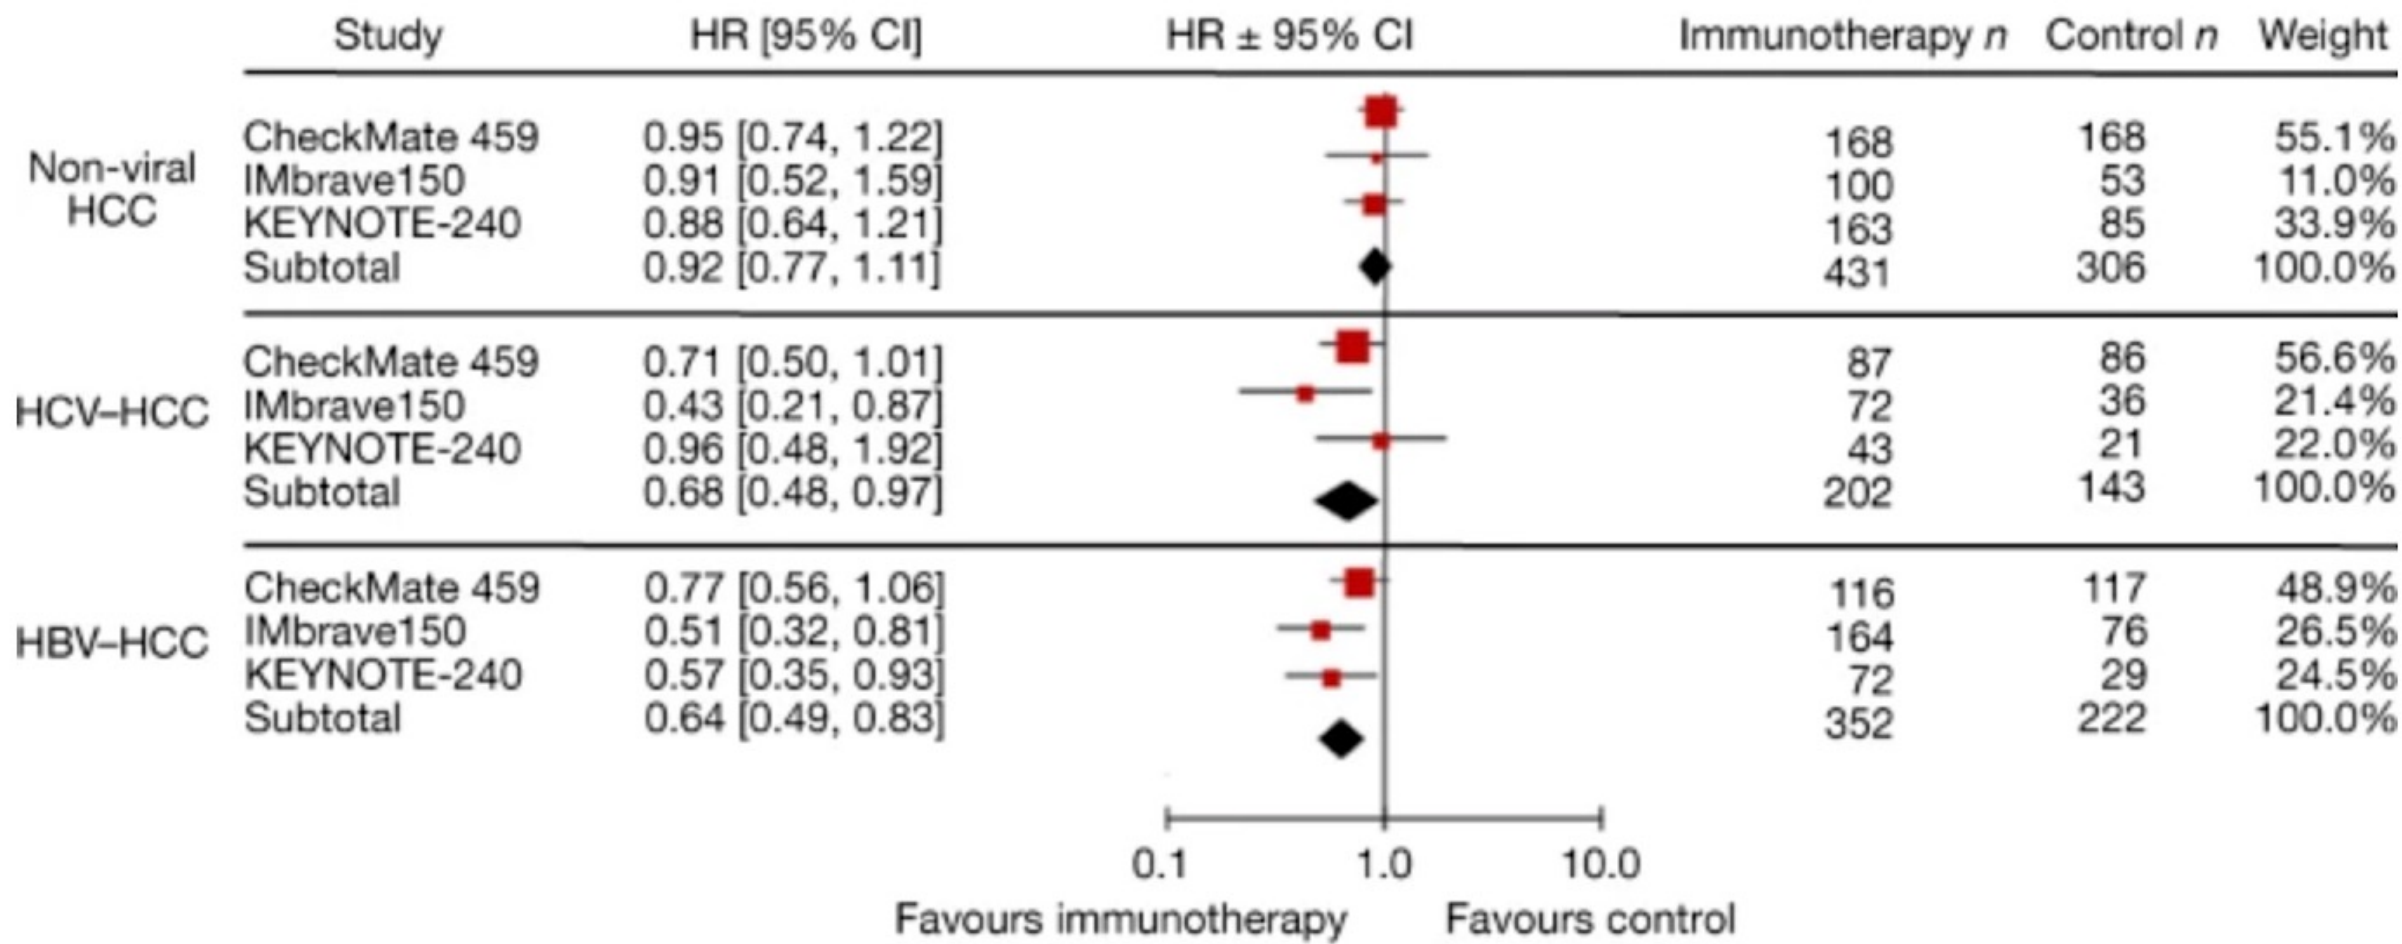 Study HR [95% CI] HR ± 95% CI Immunotherapy n Control n Weight
Non-viral HCC
CheckMate 459 0.95 [0.74, 1.22] 168 168 55.1%
IMbrave150 0.91 [0.52, 1.59] 100 53 11.0%
KEYNOTE-240 0.88 [0.64, 1.21] 163 85 33.9%
Subtotal 0.92 [0.77, 1.11] 431 306 100.0%
HCV–HCC
CheckMate 459 0.71 [0.50, 1.01] 87 86 56.6%
IMbrave150 0.43 [0.21, 0.87] 72 36 21.4%
KEYNOTE-240 0.96 [0.48, 1.92] 43 21 22.0%
Subtotal 0.68 [0.48, 0.97] 202 143 100.0%
HBV–HCC
CheckMate 459 0.77 [0.56, 1.06] 116 117 48.9%
IMbrave150 0.51 [0.32, 0.81] 164 76 26.5%
KEYNOTE-240 0.57 [0.35, 0.93] 72 29 24.5%
Subtotal 0.64 [0.49, 0.83] 352 222 100.0%
0.1 1.0 10.0
Favours immunotherapy Favours control